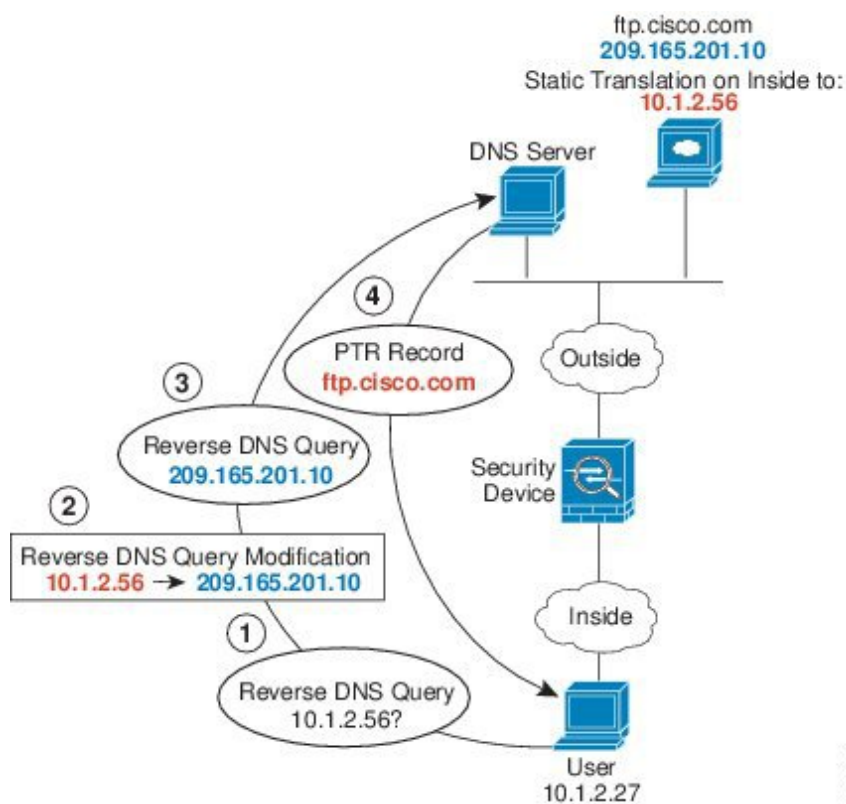 ftp.cisco.com
209.165.201.10
Static Translation on Inside to:
10.1.2.56
DNS Server
4
PTR Record
ftp.cisco.com
Outside
3
Reverse DNS Query
209.165.201.10
Security
Device
2
Reverse DNS Query Modification
10.1.2.56 → 209.165.201.10
Inside
1
Reverse DNS Query
10.1.2.56?
User
10.1.2.27